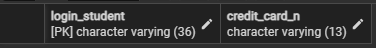 login_student
[PK] character varying (36)
credit_card_n
character varying (13)